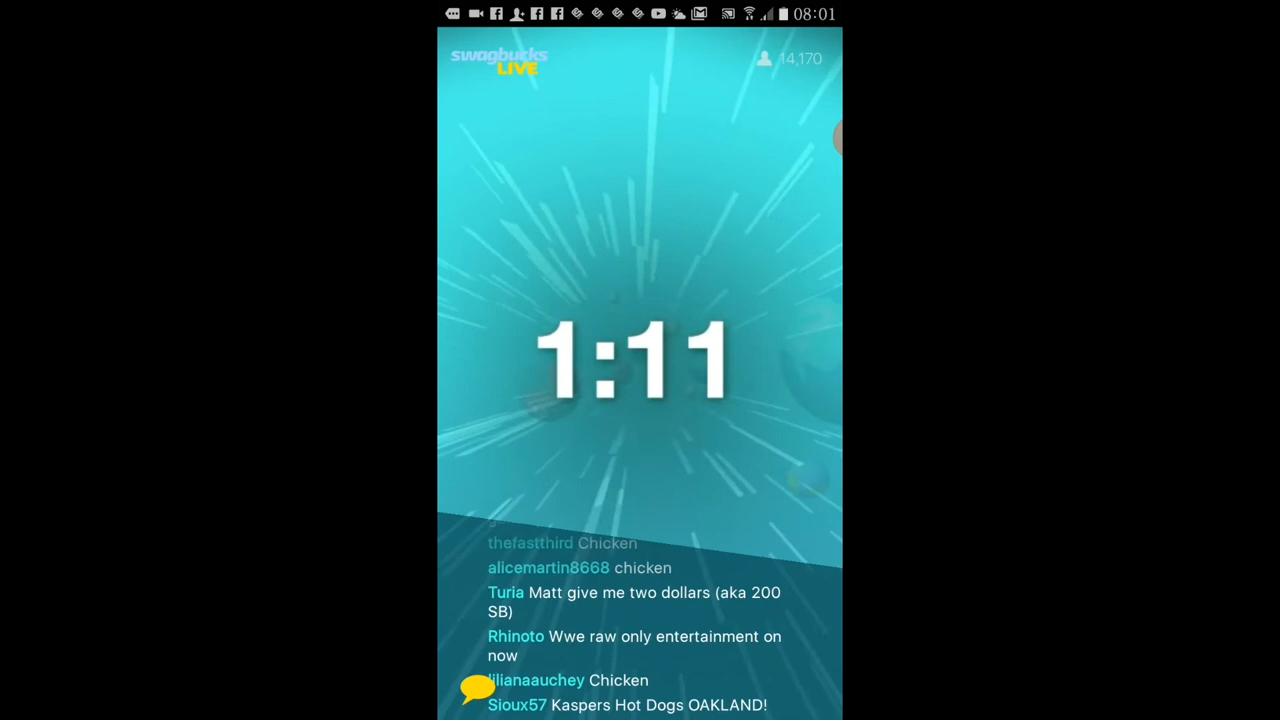 08:01
swagbucks
LIVE
14,170
1:11
thefastthird Chicken
alicemartin8668 chicken
Turia Matt give me two dollars (aka 200
SB)
Rhinoto Wwe raw only entertainment on
now
lilianaauchey Chicken
Sioux57 Kaspers Hot Dogs OAKLAND!